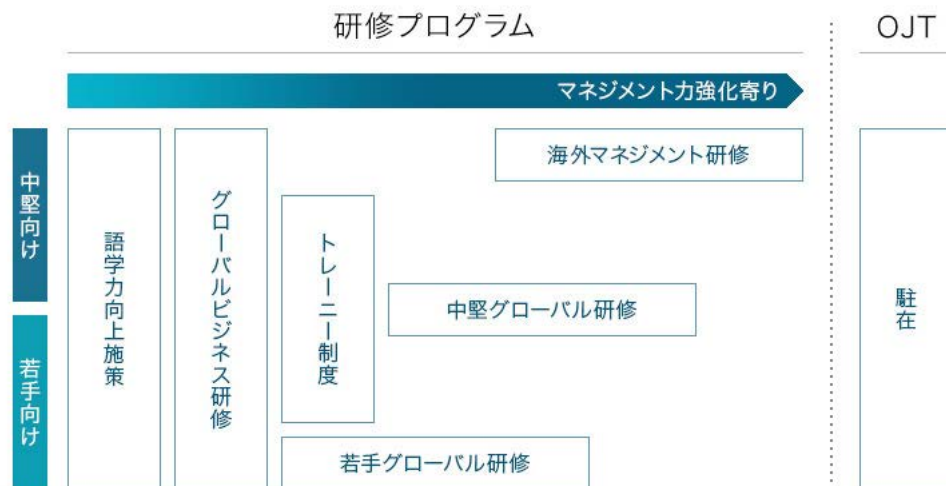 研修プログラム
OJT
マネジメント力強化寄り
中堅向け
若手向け
語学力向上施策
グローバルビジネス研修
トレーニー制度
海外マネジメント研修
中堅グローバル研修
若手グローバル研修
駐在